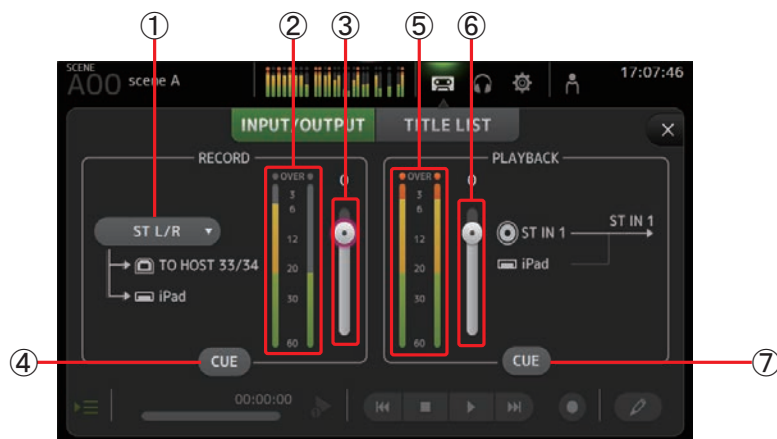 ① ② ③ ⑤ ⑥
SCENE
A00 scene A
17:07:46
INPUT/OUTPUT TITLE LIST
RECORD
OVER 0
3
6
12
20
30
60
ST L/R
TO HOST 33/34
iPad
④ CUE
PLAYBACK
OVER 0
3
6
12
20
30
60
ST IN 1 ST IN 1
iPad
CUE ⑦
00:00:00